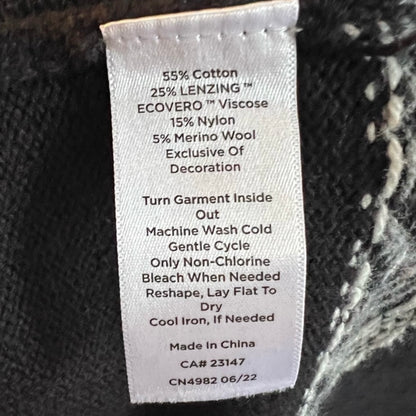 55% Cotton
25% LENZING™
ECOVERO™ Viscose
15% Nylon
5% Merino Wool
Exclusive Of
Decoration
Turn Garment Inside
Out
Machine Wash Cold
Gentle Cycle
Only Non-Chlorine
Bleach When Needed
Reshape, Lay Flat To
Dry
Cool Iron, If Needed
Made In China
CA# 23147
CN4982 06/22